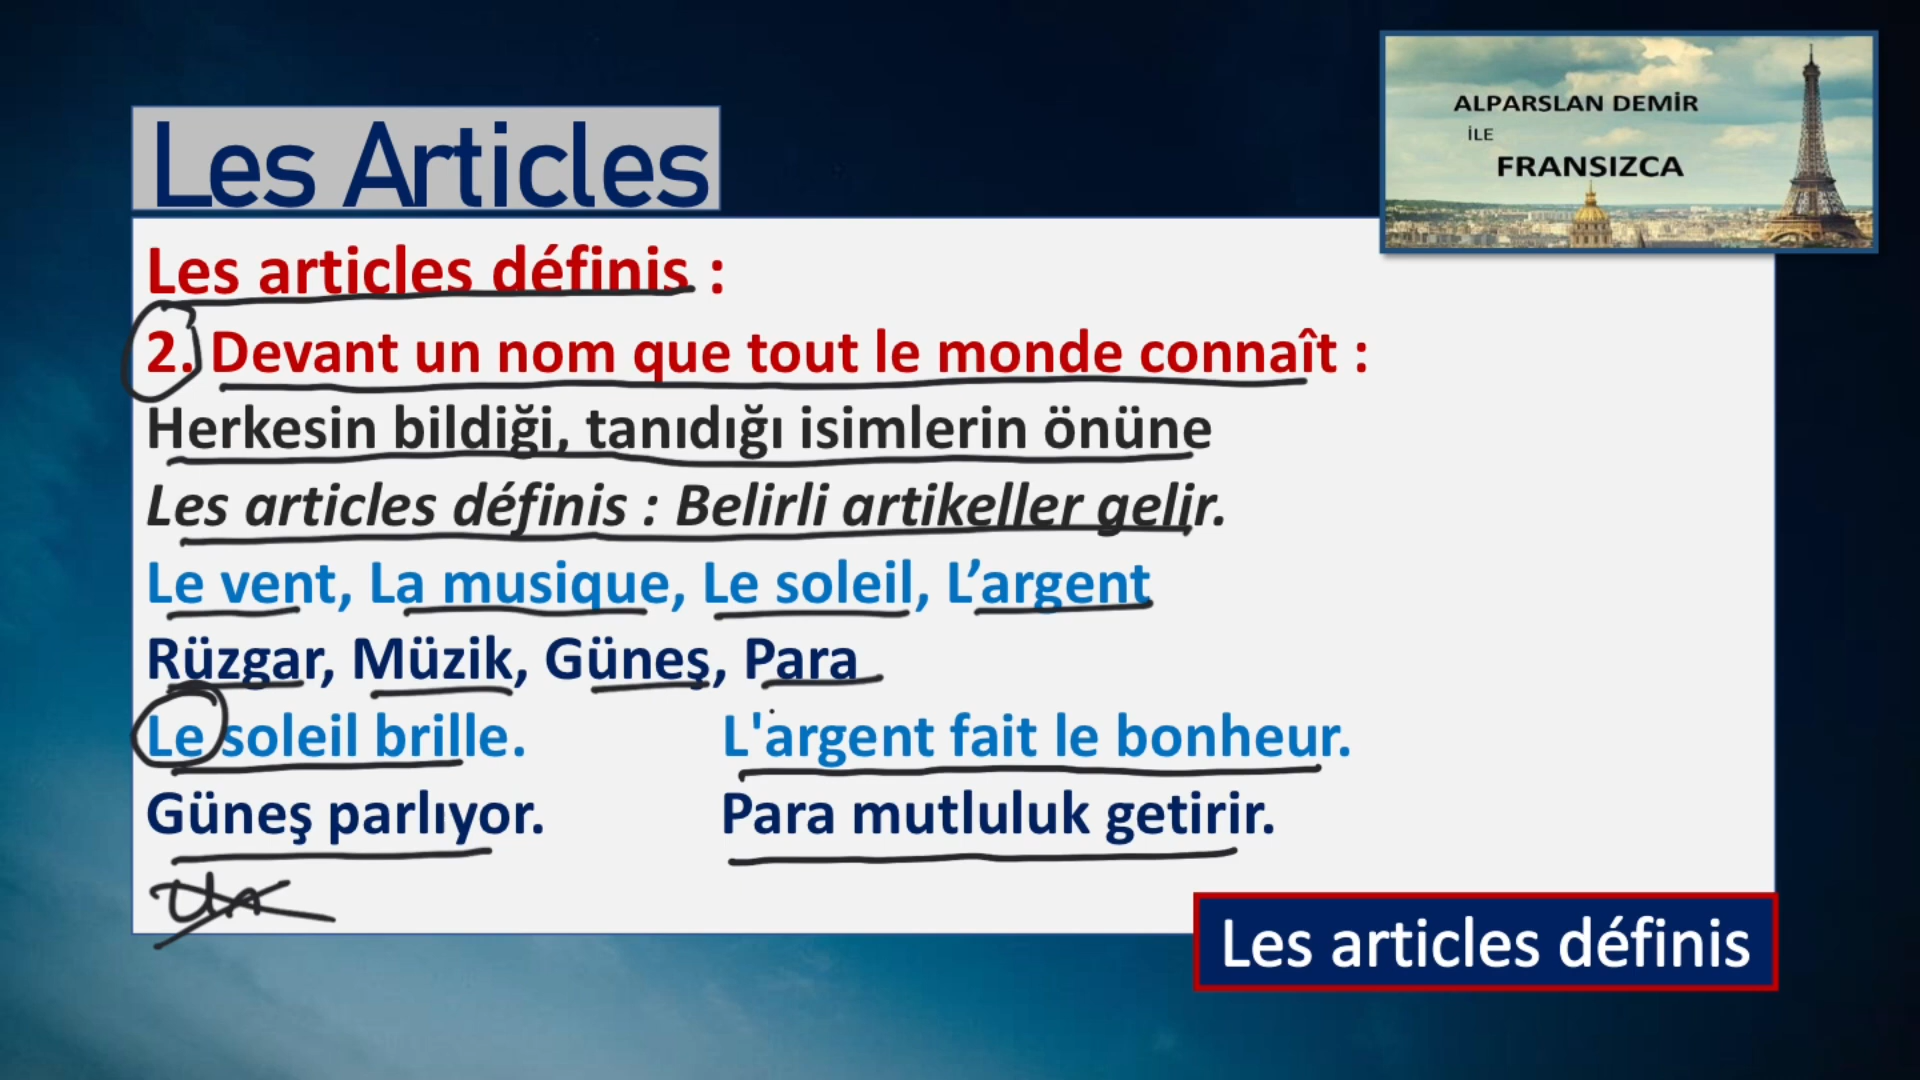 ALPARSLAN DEMİR
İLE
FRANSIZCA
Les Articles
Les articles définis :
2. Devant un nom que tout le monde connaît :
Herkesin bildiği, tanıdığı isimlerin önüne
Les articles définis : Belirli artikeller gelir.
Le vent, La musique, Le soleil, L’argent
Rüzgar, Müzik, Güneş, Para
Le soleil brille. L'argent fait le bonheur.
Güneş parlıyor. Para mutluluk getirir.
Un
Les articles définis